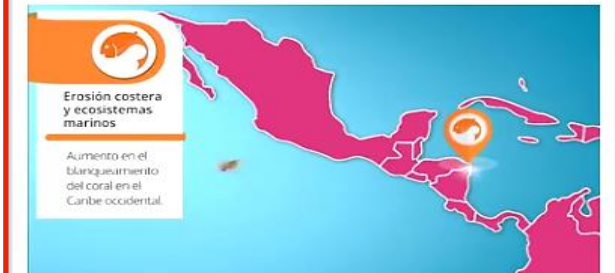 Erosión costera
y ecosistemas
marinos
Aumento en el
blanqueamiento
del coral en el
Caribe occidental.